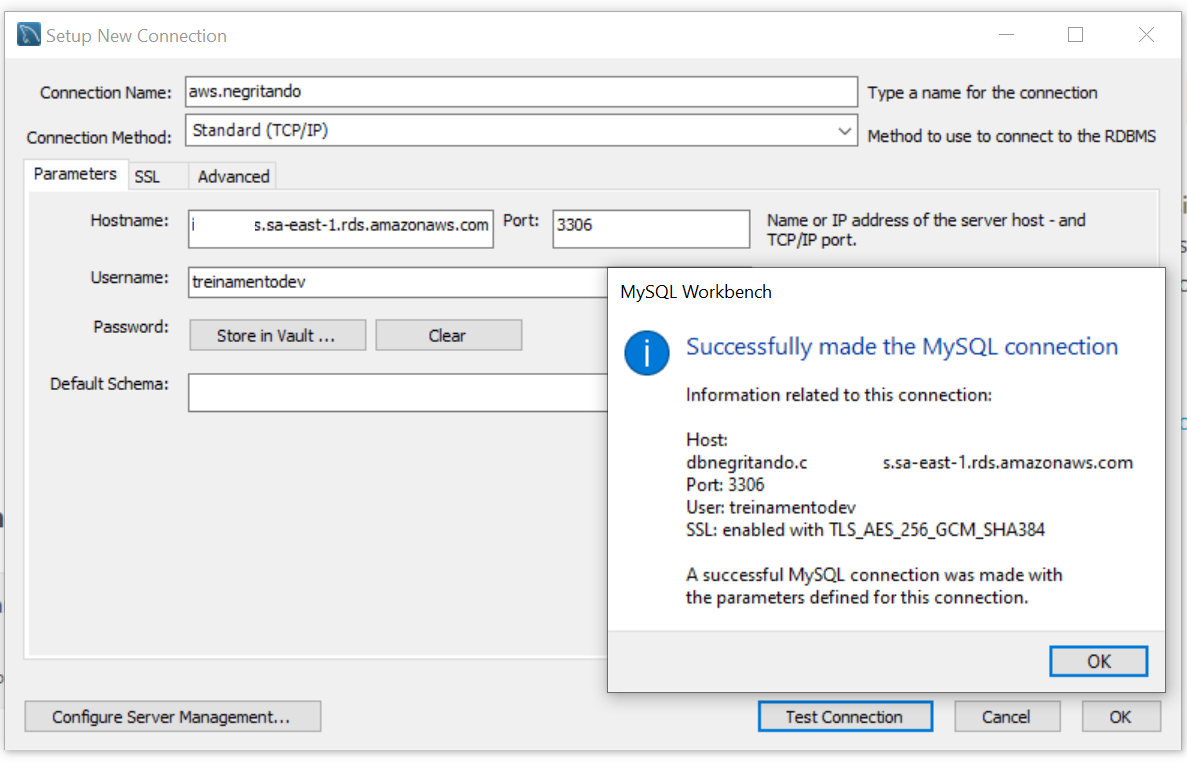 Setup New Connection
Connection Name: aws.negritando Type a name for the connection
Connection Method: Standard (TCP/IP) Method to use to connect to the RDBMS
Parameters SSL Advanced
Hostname: i s.sa-east-1.rds.amazonaws.com Port: 3306 Name or IP address of the server host - and
TCP/IP port.
Username: treinamentodev
Password: Store in Vault ... Clear
Default Schema:
MySQL Workbench
Successfully made the MySQL connection
Information related to this connection:
Host:
dbnegritando.c s.sa-east-1.rds.amazonaws.com
Port: 3306
User: treinamentodev
SSL: enabled with TLS_AES_256_GCM_SHA384
A successful MySQL connection was made with
the parameters defined for this connection.
OK
Configure Server Management... Test Connection Cancel OK